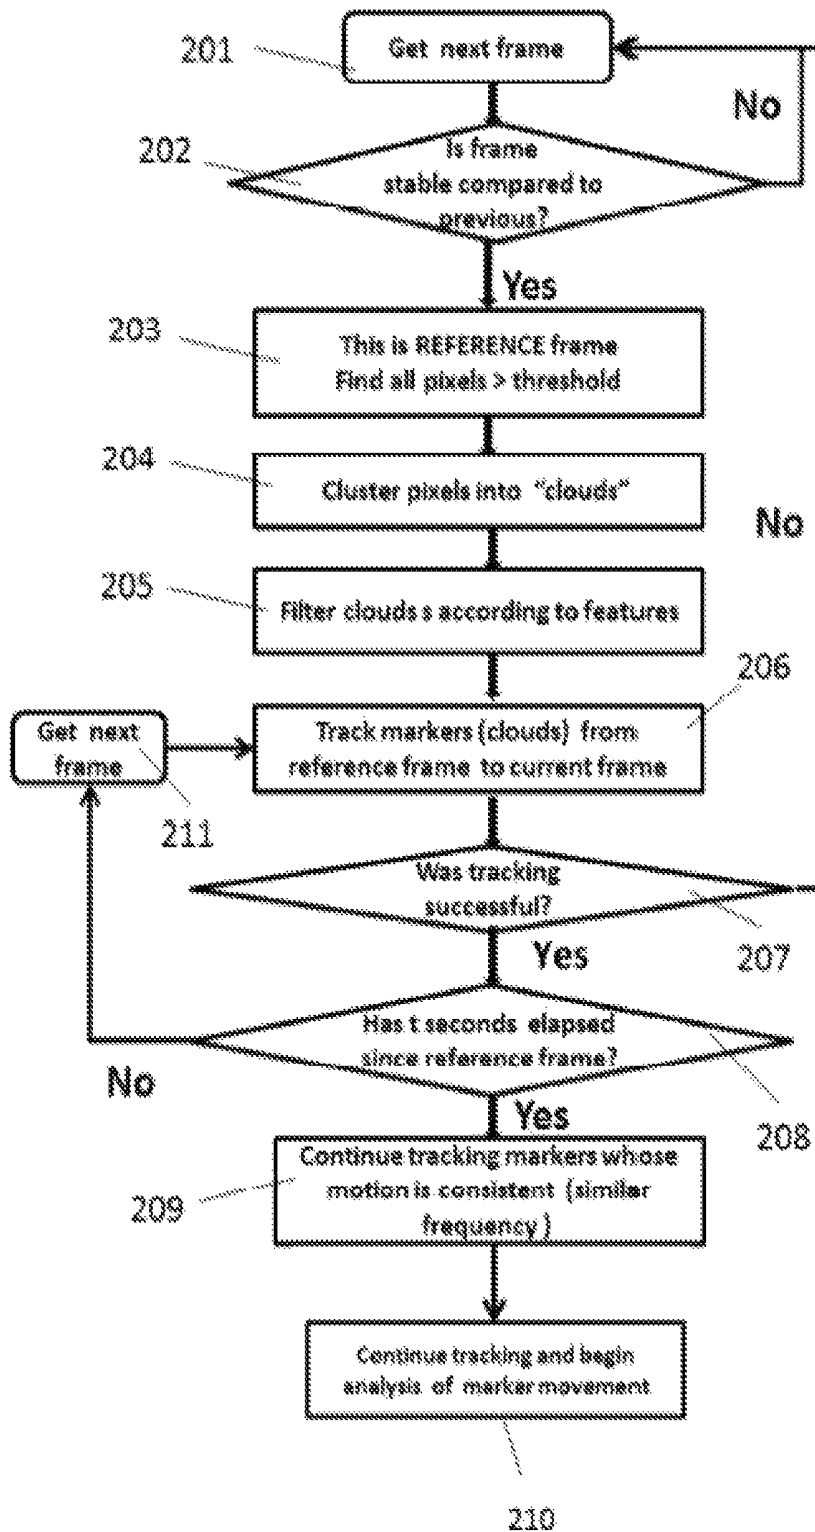 201
Get next frame
No
202
Is frame
stable compared to
previous?
Yes
203
This is REFERENCE frame
Find all pixels > threshold
204
Cluster pixels into "clouds"
No
205
Filter clouds s according to features
206
Get next
frame
Track markers (clouds) from
reference frame to current frame
211
Was tracking
successful?
207
Yes
Has t seconds elapsed
since reference frame?
No
208
Yes
209
Continue tracking markers whose
motion is consistent (similar
frequency)
Continue tracking and begin
analysis of marker movement
210